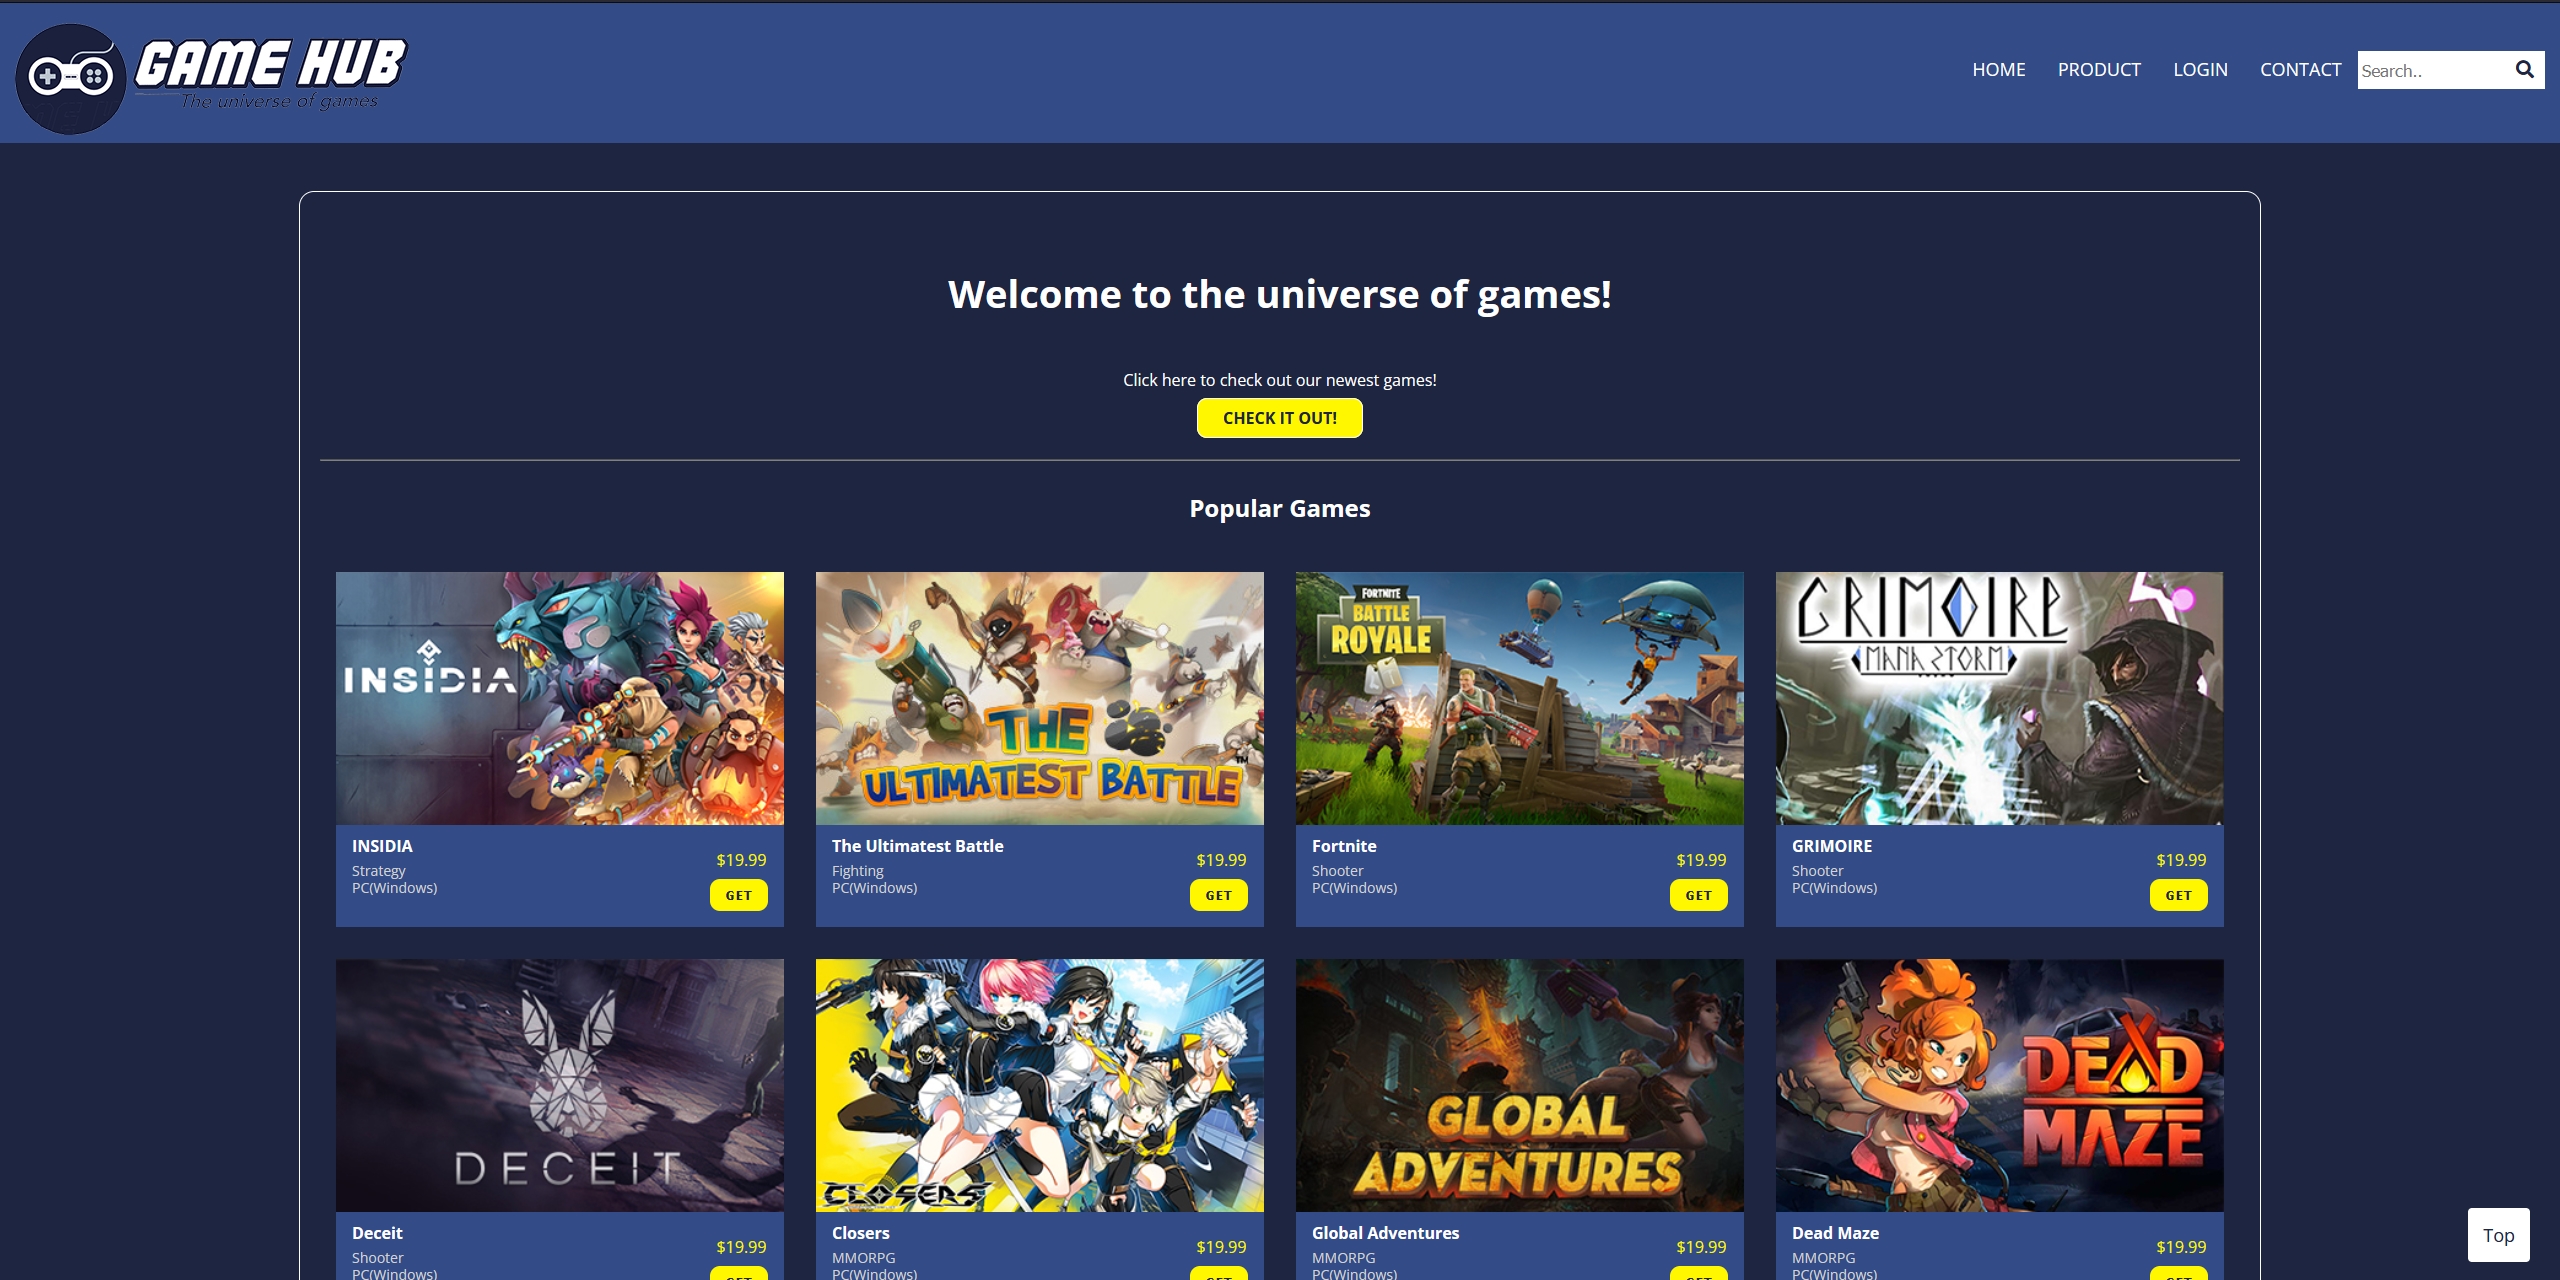 GAME HUB
The universe of games
HOME PRODUCT LOGIN CONTACT Search..
Welcome to the universe of games!
Click here to check out our newest games!
CHECK IT OUT!
Popular Games
INSIDIA
THE
ULTIMATEST BATTLE™
FORTNITE
BATTLE
ROYALE
GRIMOIRE
MANA STORM
INSIDIA
Strategy
PC(Windows)
$19.99
GET
The Ultimatest Battle
Fighting
PC(Windows)
$19.99
GET
Fortnite
Shooter
PC(Windows)
$19.99
GET
GRIMOIRE
Shooter
PC(Windows)
$19.99
GET
DECEIT
CLOSERS
GLOBAL
ADVENTURES
DEAD
MAZE
Deceit
Shooter
PC(Windows)
$19.99
GET
Closers
MMORPG
PC(Windows)
$19.99
GET
Global Adventures
MMORPG
PC(Windows)
$19.99
GET
Dead Maze
MMORPG
PC(Windows)
$19.99
GET
Top